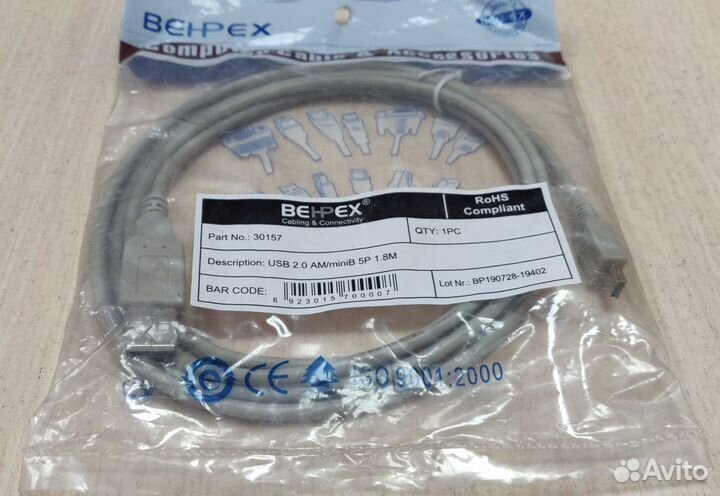 BEHPEX
Computer Cable & Accessories
BEHPEX®
Cabling & Connectivity
RoHS
Compliant
Part No.: 30157
QTY: 1PC
Description: USB 2.0 AM/miniB 5P 1.8M
BAR CODE:
6 923015 700007
Lot Nr.: BP190728-19402
CE ISO9001:2000
Avito